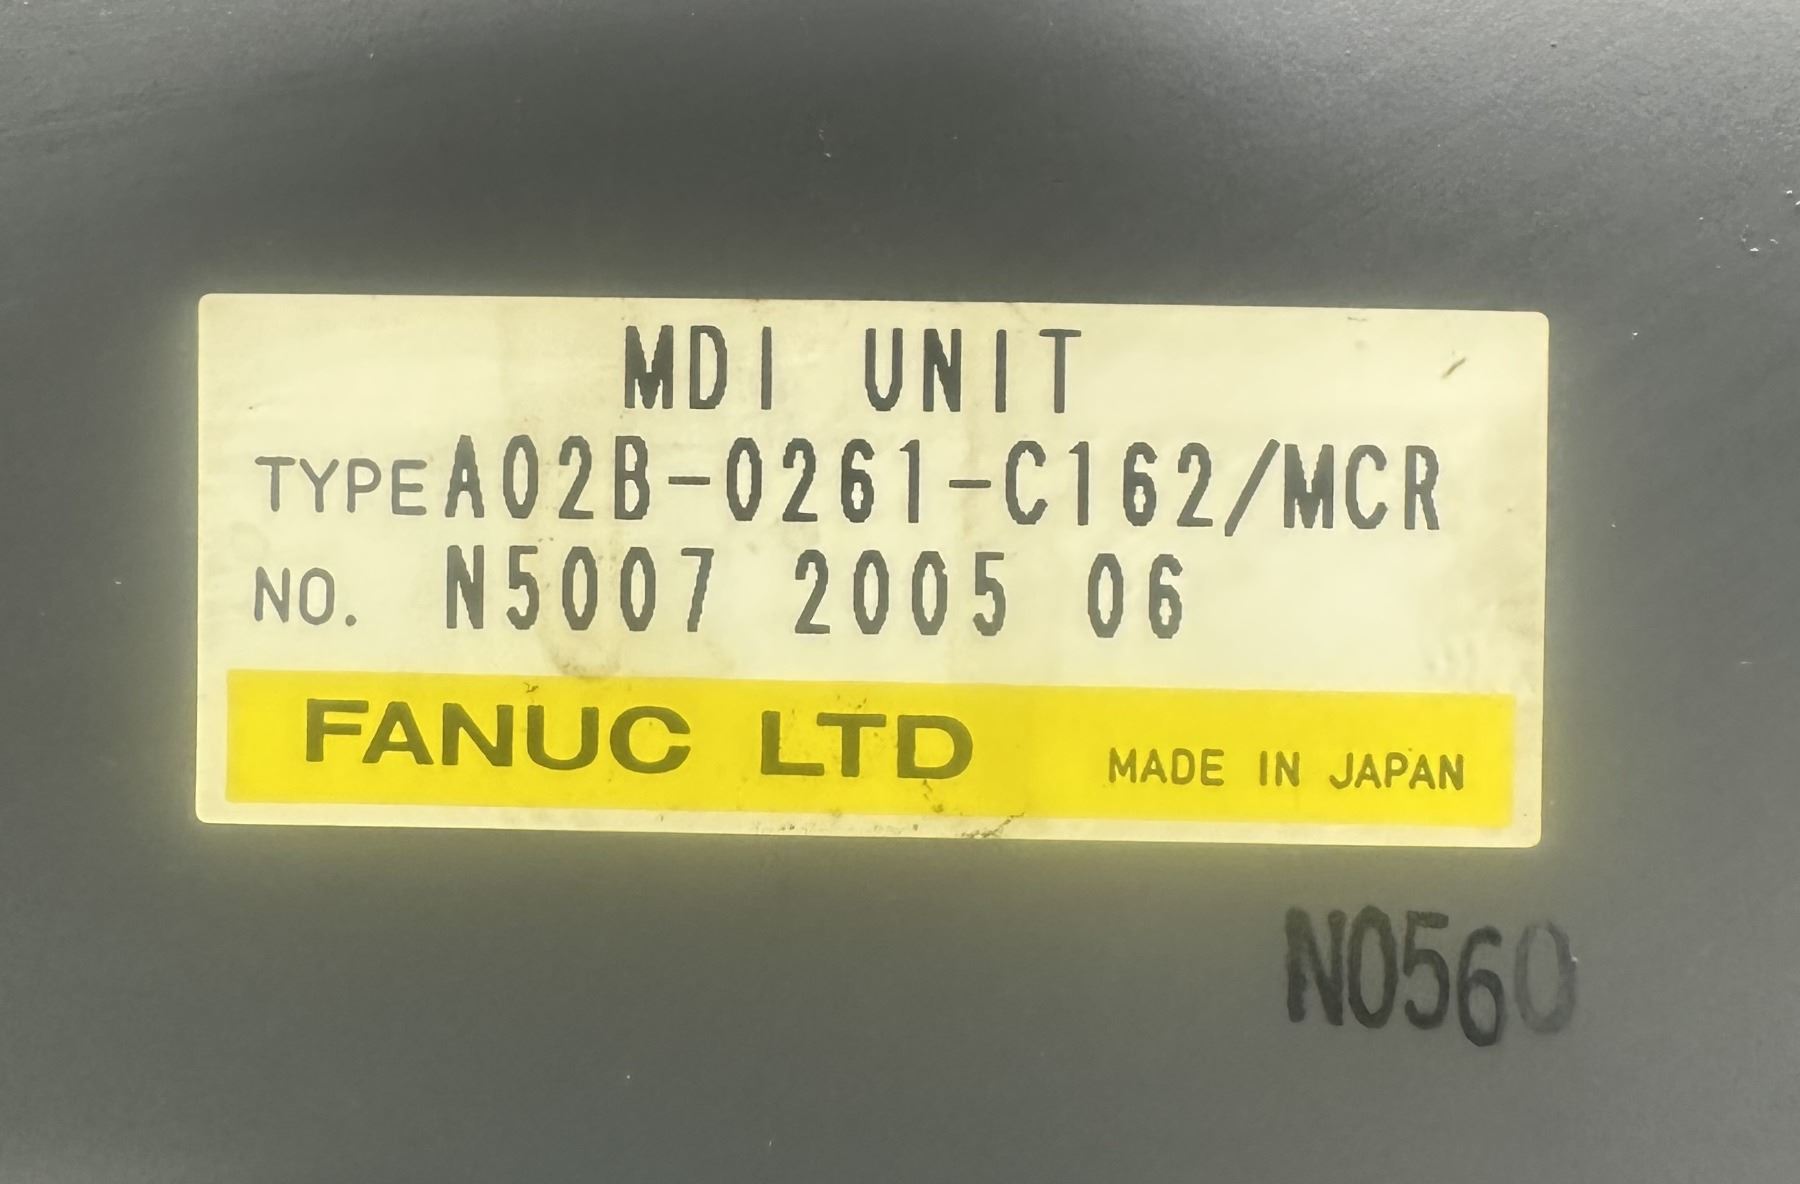 MDI UNIT
TYPE A02B-0261-C162/MCR
NO. N5007 2005 06
FANUC LTD MADE IN JAPAN
N0560